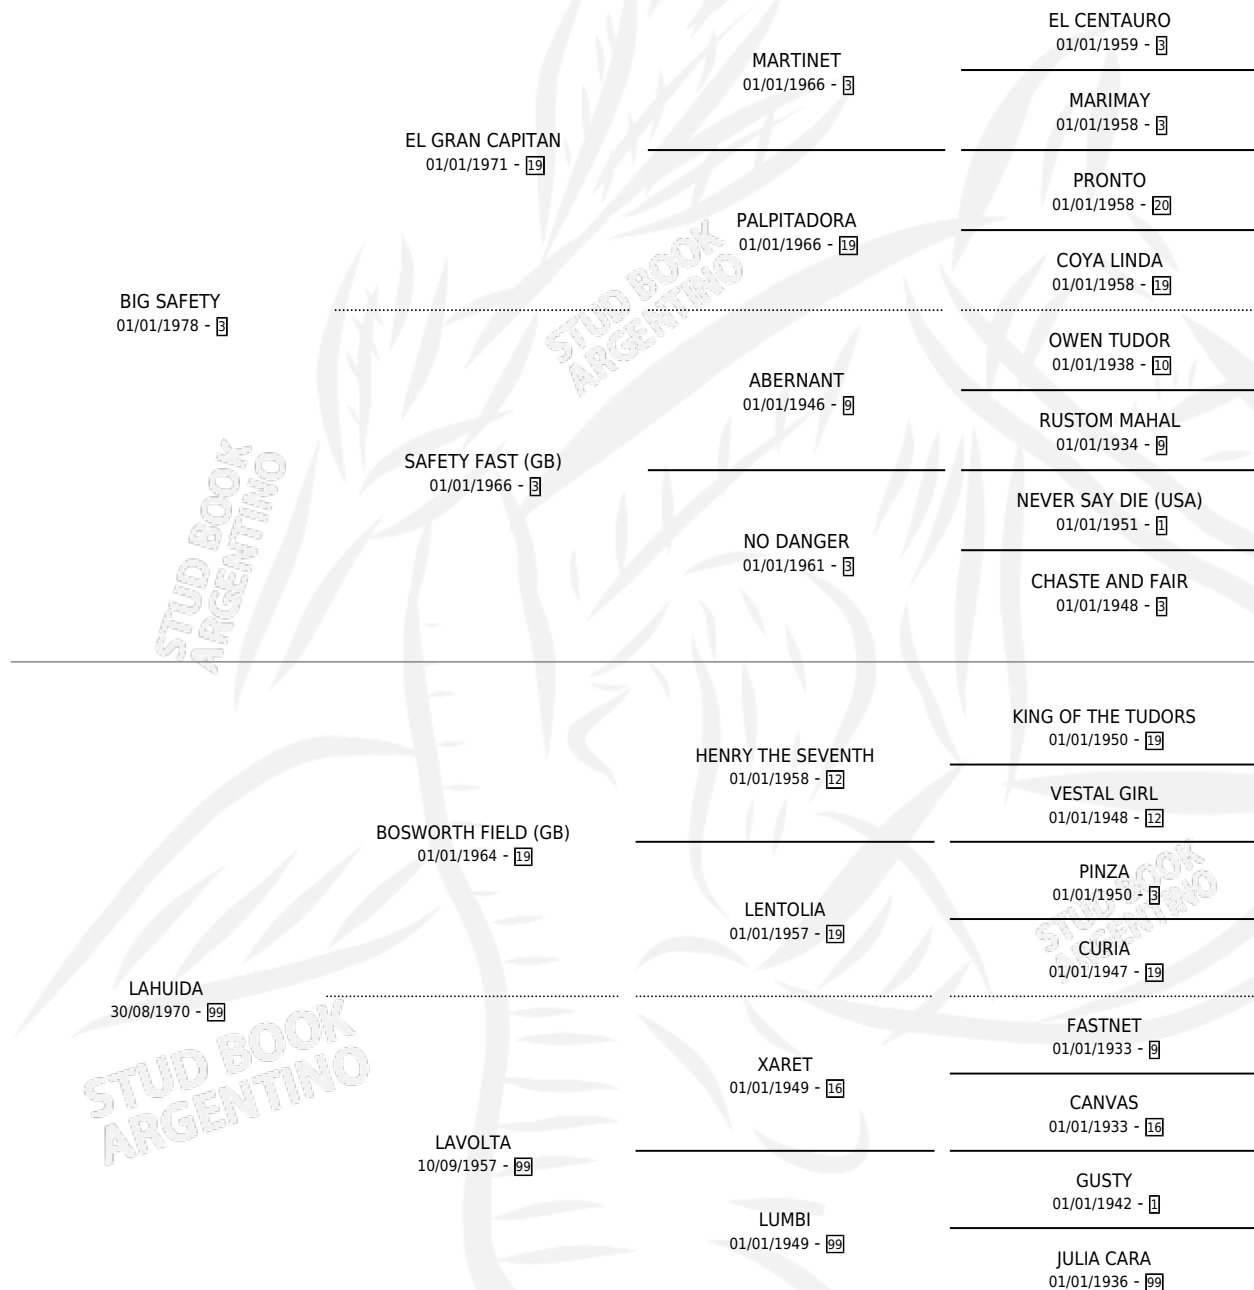 EL CENTAURO
01/01/1959 - 3
MARTINET
01/01/1966 - 3
MARIMAY
01/01/1958 - 3
EL GRAN CAPITAN
01/01/1971 - 19
PRONTO
01/01/1958 - 20
PALPITADORA
01/01/1966 - 19
COYA LINDA
01/01/1958 - 19
BIG SAFETY
01/01/1978 - 3
STUD BOOK
ARGENTINO
OWEN TUDOR
01/01/1938 - 10
ABERNANT
01/01/1946 - 9
RUSTOM MAHAL
01/01/1934 - 9
SAFETY FAST (GB)
01/01/1966 - 3
STUD BOOK
ARGENTINO
NEVER SAY DIE (USA)
01/01/1951 - 1
NO DANGER
01/01/1961 - 3
CHASTE AND FAIR
01/01/1948 - 3
KING OF THE TUDORS
01/01/1950 - 19
HENRY THE SEVENTH
01/01/1958 - 12
VESTAL GIRL
01/01/1948 - 12
BOSWORTH FIELD (GB)
01/01/1964 - 19
PINZA
01/01/1950 - 3
STUD BOOK
ARGENTINO
LENTOLIA
01/01/1957 - 19
CURIA
01/01/1947 - 19
LAHUIDA
30/08/1970 - 99
STUD BOOK
ARGENTINO
FASTNET
01/01/1933 - 9
XARET
01/01/1949 - 16
CANVAS
01/01/1933 - 16
LAVOLTA
10/09/1957 - 99
GUSTY
01/01/1942 - 1
LUMBI
01/01/1949 - 99
JULIA CARA
01/01/1936 - 99